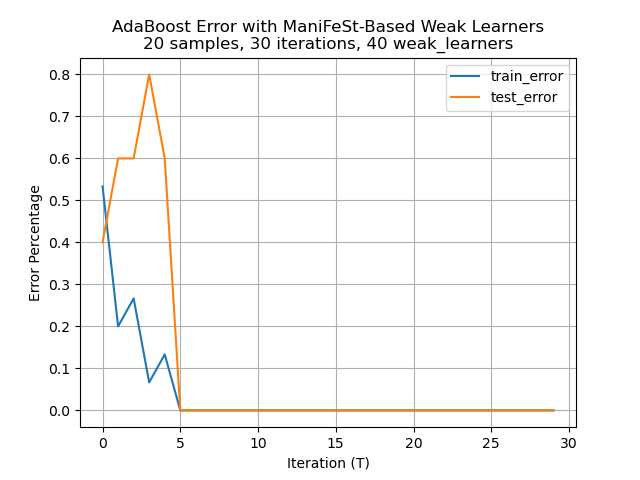 AdaBoost Error with ManiFeSt-Based Weak Learners
20 samples, 30 iterations, 40 weak_learners
train_error
test_error
Error Percentage
0.8
0.7
0.6
0.5
0.4
0.3
0.2
0.1
0.0
0 5 10 15 20 25 30
Iteration (T)